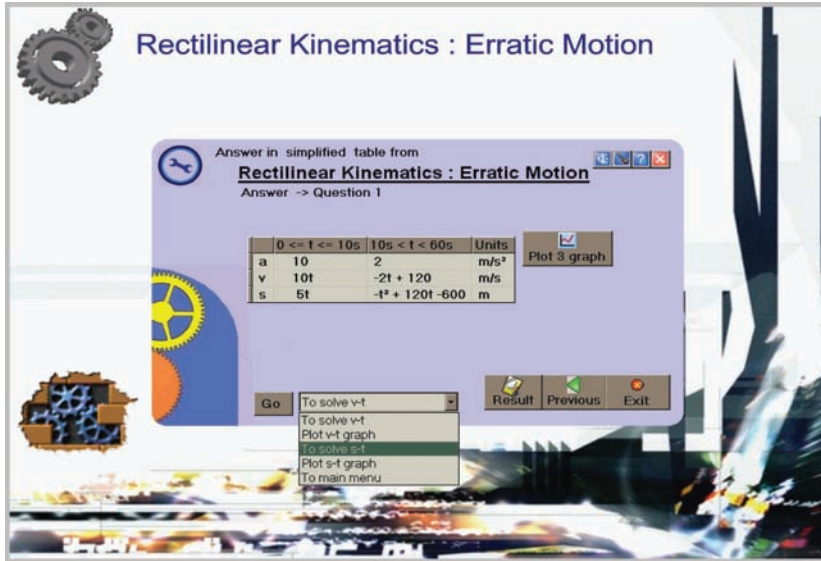 Rectilinear Kinematics : Erratic Motion
Answer in simplified table from
Rectilinear Kinematics : Erratic Motion
Answer -> Question 1
0 <= t <= 10s 10s < t < 60s Units
a 10 2 m/s²
v 10t -2t + 120 m/s
s 5t -t² + 120t -600 m
Plot 3 graph
Go To solve v-t
To solve v-t
Plot v-t graph
To solve s-t
Plot s-t graph
To main menu
Result Previous Exit